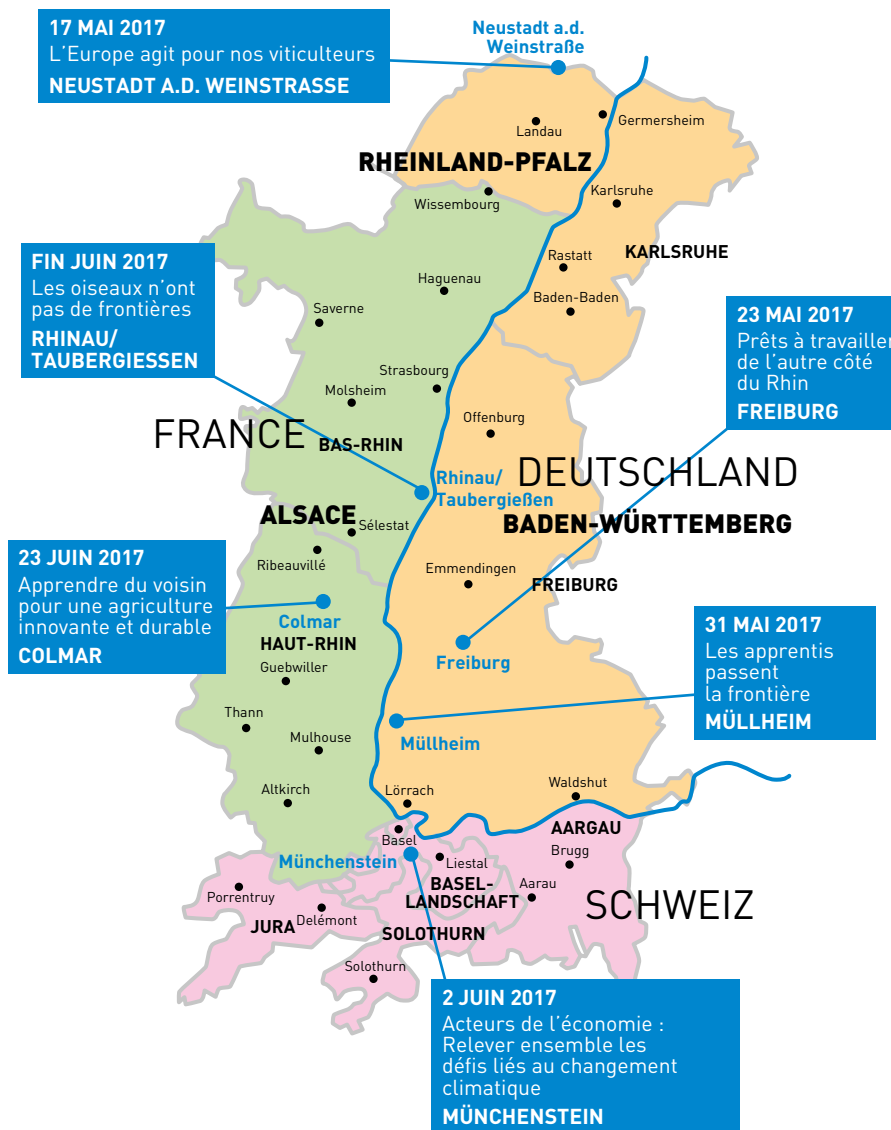 17 MAI 2017
L'Europe agit pour nos viticulteurs
NEUSTADT A.D. WEINSTRASSE
Neustadt a.d.
Weinstraße
Landau
Germersheim
RHEINLAND-PFALZ
Wissembourg
Karlsruhe
KARLSRUHE
Rastatt
Baden-Baden
FIN JUIN 2017
Les oiseaux n'ont
pas de frontières
RHINAU/
TAUBERGIESSEN
Haguenau
Saverne
Strasbourg
Molsheim
23 MAI 2017
Prêts à travailler
de l'autre côté
du Rhin
FREIBURG
Offenburg
FRANCE
BAS-RHIN
DEUTSCHLAND
Rhinau/
Taubergießen
BADEN-WÜRTTEMBERG
ALSACE
Sélestat
Ribeauvillé
Emmendingen
FREIBURG
23 JUIN 2017
Apprendre du voisin
pour une agriculture
innovante et durable
COLMAR
Colmar
HAUT-RHIN
Guebwiller
Freiburg
31 MAI 2017
Les apprentis
passent
la frontière
MÜLLHEIM
Thann
Mulhouse
Müllheim
Altkirch
Lörrach
Waldshut
Basel
AARGAU
Münchenstein
Liestal
Brugg
BASEL-
LANDSCHAFT
Aarau
SCHWEIZ
Porrentruy
JURA
Delémont
SOLOTHURN
Solothurn
2 JUIN 2017
Acteurs de l'économie :
Relever ensemble les
défis liés au changement
climatique
MÜNCHENSTEIN